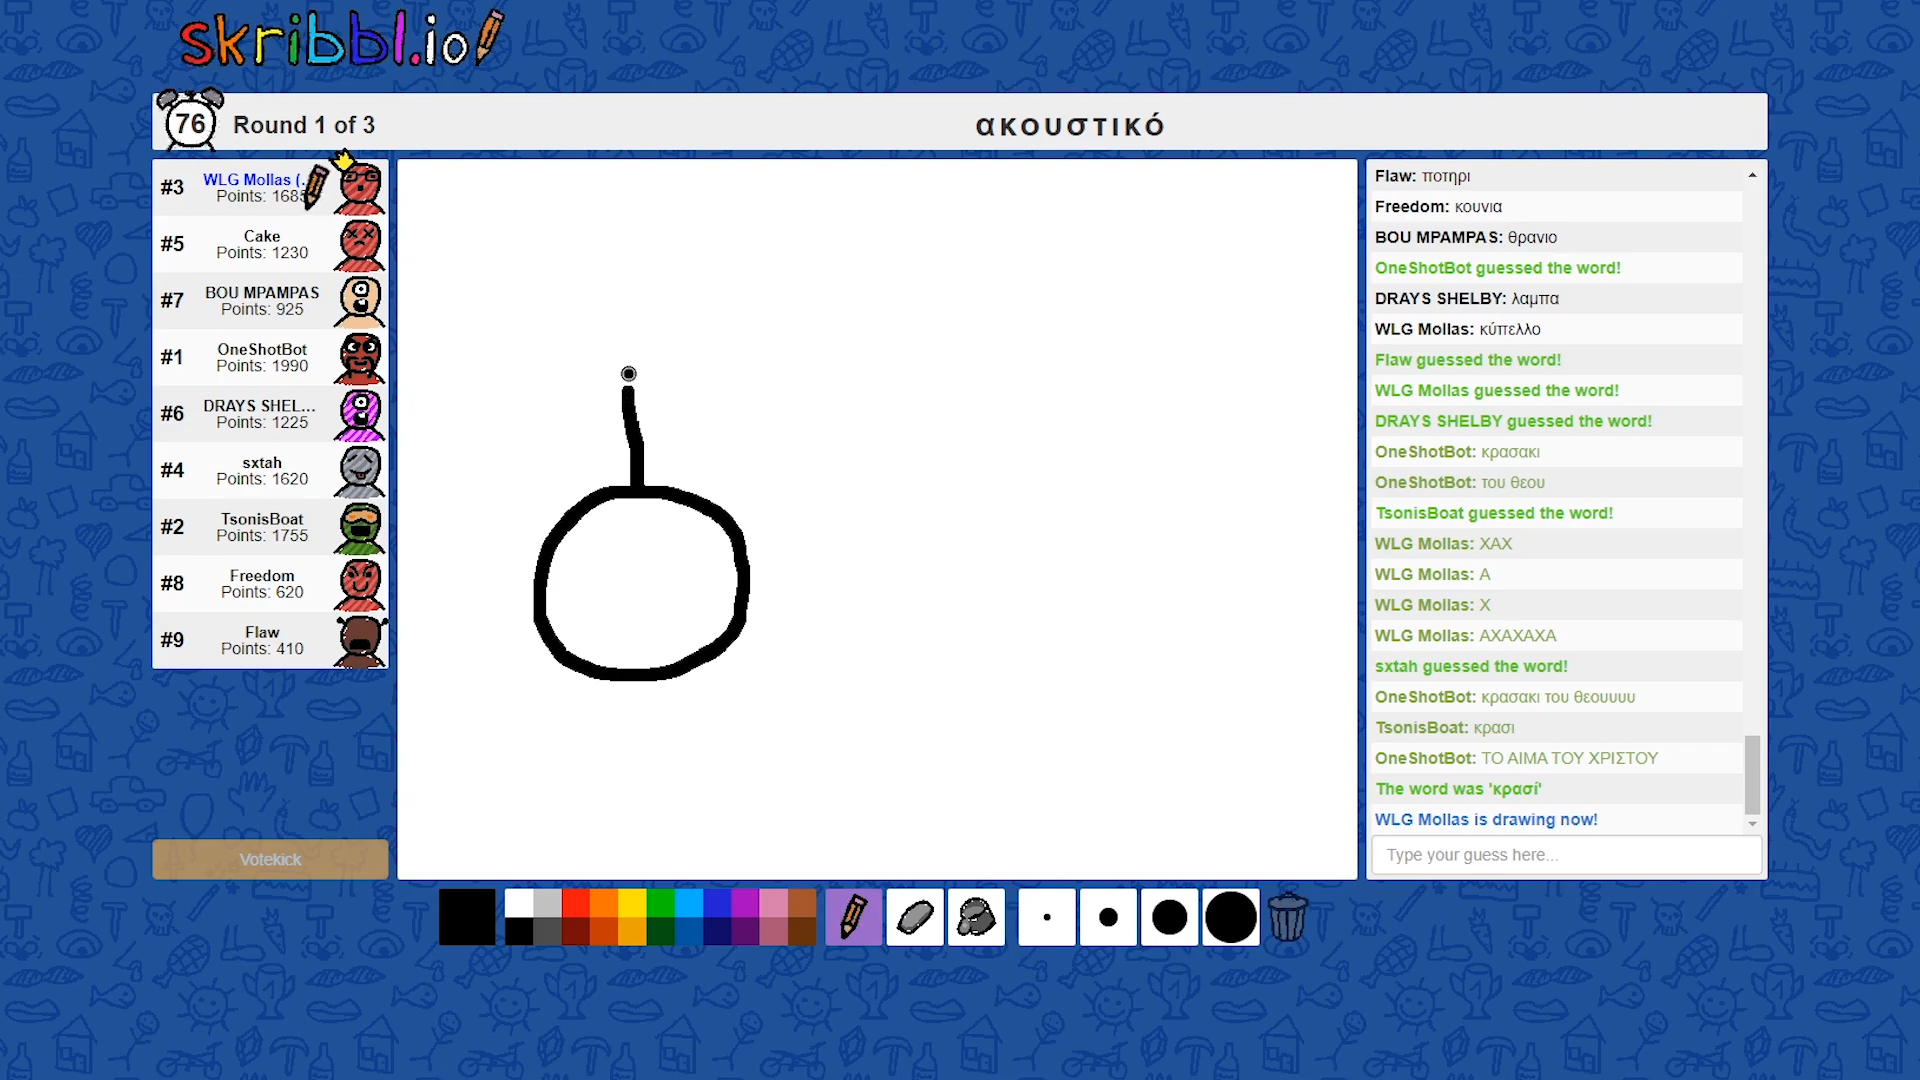 skribbl.io
76 Round 1 of 3
ακουστικό
#3 WLG Mollas (..
Points: 1685
#5 Cake
Points: 1230
#7 BOU MPAMPAS
Points: 925
#1 OneShotBot
Points: 1990
#6 DRAYS SHEL...
Points: 1225
#4 sxtah
Points: 1620
#2 TsonisBoat
Points: 1755
#8 Freedom
Points: 620
#9 Flaw
Points: 410
Votekick
Flaw: ποτηρι
Freedom: κουνια
BOU MPAMPAS: θρανιο
OneShotBot guessed the word!
DRAYS SHELBY: λαμπα
WLG Mollas: κύπελλο
Flaw guessed the word!
WLG Mollas guessed the word!
DRAYS SHELBY guessed the word!
OneShotBot: κρασακι
OneShotBot: του θεου
TsonisBoat guessed the word!
WLG Mollas: ΧΑΧ
WLG Mollas: Α
WLG Mollas: Χ
WLG Mollas: ΑΧΑΧΑΧΑ
sxtah guessed the word!
OneShotBot: κρασακι του θεουυυυ
TsonisBoat: κρασι
OneShotBot: ΤΟ ΑΙΜΑ ΤΟΥ ΧΡΙΣΤΟΥ
The word was 'κρασί'
WLG Mollas is drawing now!
Type your guess here...